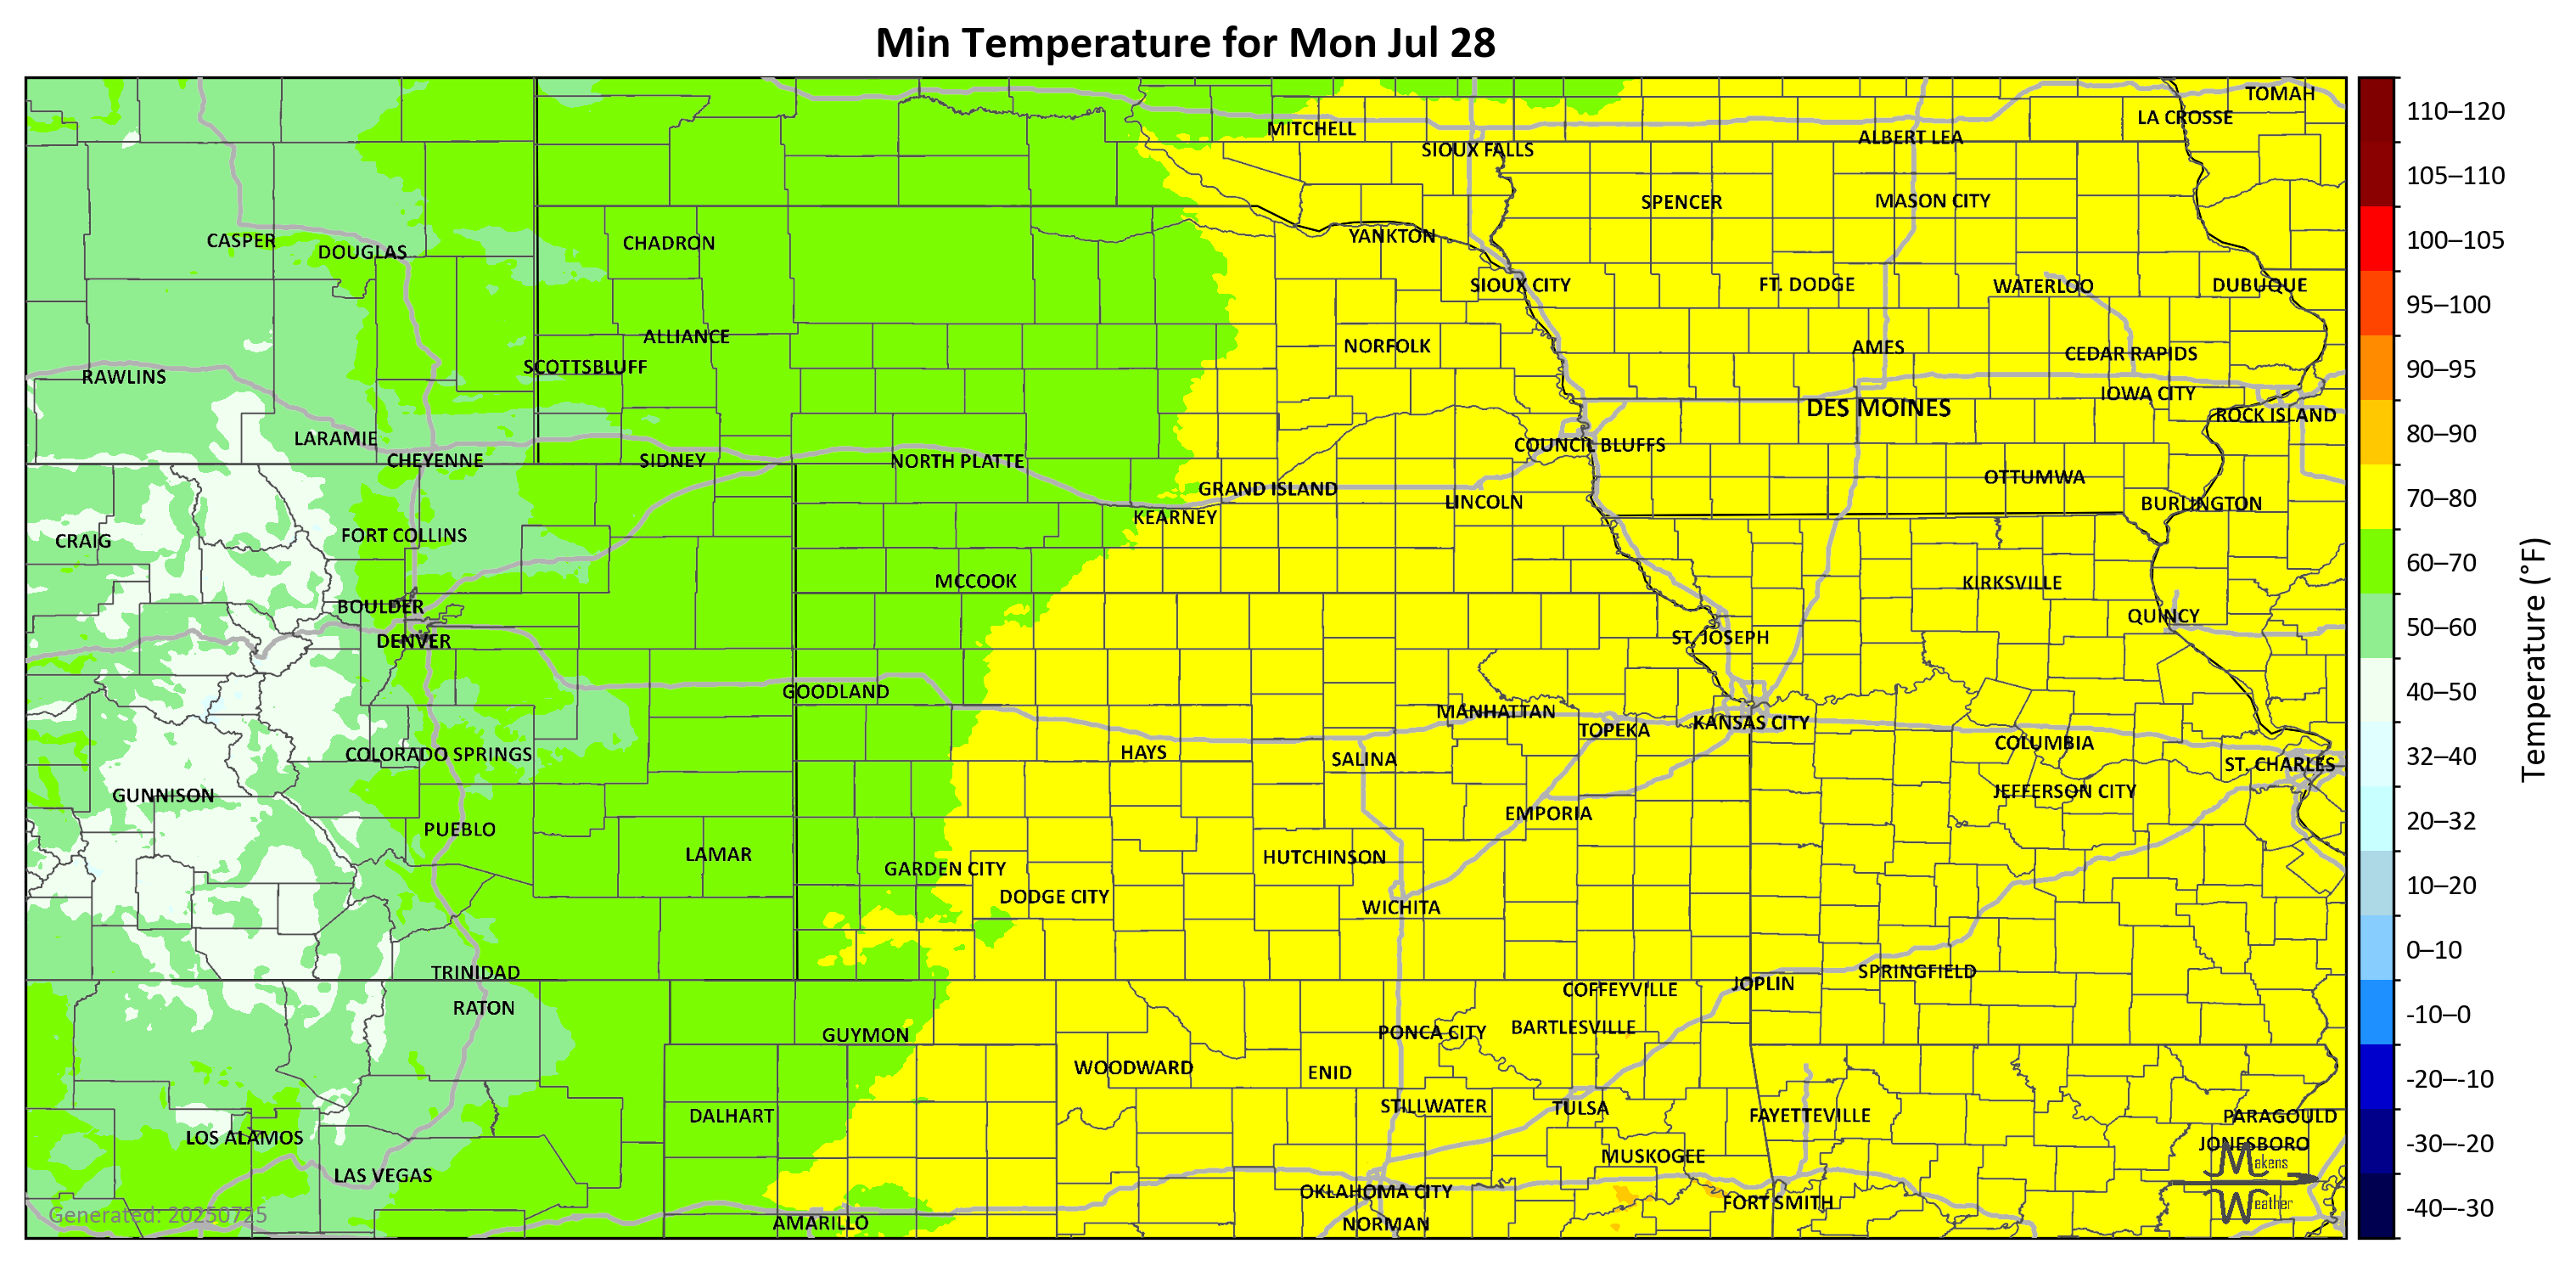 Min Temperature for Mon Jul 28
TOMAH
LA CROSSE
MITCHELL
ALBERT LEA
SIOUX FALLS
SPENCER
MASON CITY
CASPER
DOUGLAS
CHADRON
YANKTON
SIOUX CITY
FT. DODGE
WATERLOO
DUBUQUE
ALLIANCE
NORFOLK
AMES
CEDAR RAPIDS
SCOTTSBLUFF
RAWLINS
IOWA CITY
DES MOINES
ROCK ISLAND
LARAMIE
COUNCIL BLUFFS
CHEYENNE
SIDNEY
NORTH PLATTE
OTTUMWA
GRAND ISLAND
LINCOLN
BURLINGTON
KEARNEY
CRAIG
FORT COLLINS
MCCOOK
KIRKSVILLE
BOULDER
QUINCY
DENVER
ST. JOSEPH
GOODLAND
MANHATTAN
KANSAS CITY
TOPEKA
COLUMBIA
COLORADO SPRINGS
HAYS
SALINA
ST. CHARLES
GUNNISON
JEFFERSON CITY
EMPORIA
PUEBLO
LAMAR
HUTCHINSON
GARDEN CITY
DODGE CITY
WICHITA
TRINIDAD
SPRINGFIELD
JOPLIN
COFFEYVILLE
RATON
GUYMON
PONCA CITY
BARTLESVILLE
WOODWARD
ENID
STILLWATER
TULSA
DALHART
FAYETTEVILLE
PARAGOULD
LOS ALAMOS
JONESBORO
MUSKOGEE
LAS VEGAS
OKLAHOMA CITY
FORT SMITH
AMARILLO
NORMAN
Makens
Weather
Generated: 20250725
110–120
105–110
100–105
95–100
90–95
80–90
70–80
60–70
50–60
40–50
32–40
20–32
10–20
0–10
-10–0
-20–-10
-30–-20
-40–-30
Temperature (°F)